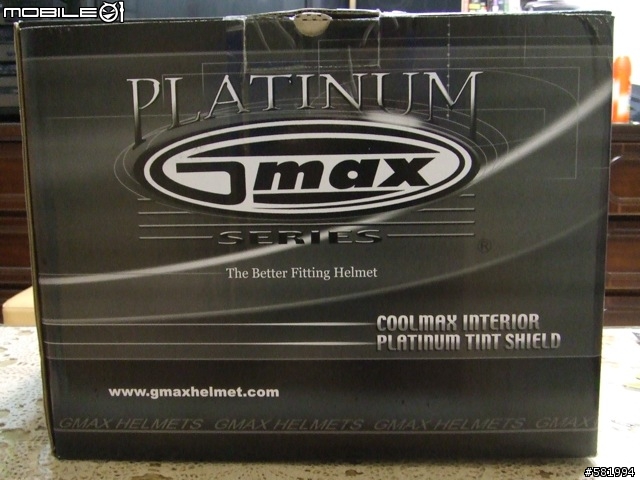 MOBILE01
PLATINUM
Gmax
SERIES
®
The Better Fitting Helmet
COOLMAX INTERIOR
PLATINUM TINT SHIELD
www.gmaxhelmet.com
GMAX HELMETS GMAX HELMETS GMAX HELMETS GMAX
#581994